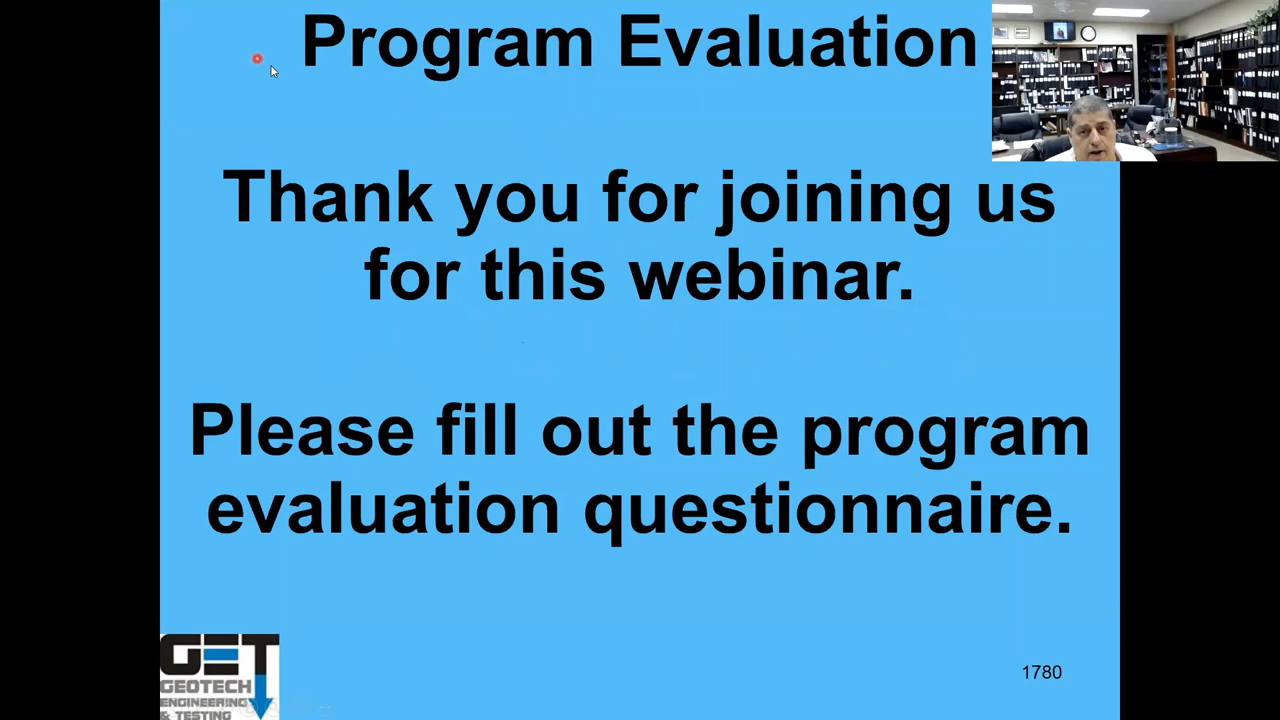 Program Evaluation
Thank you for joining us
for this webinar.
Please fill out the program
evaluation questionnaire.
GET
GEOTECH
ENGINEERING
& TESTING
1780